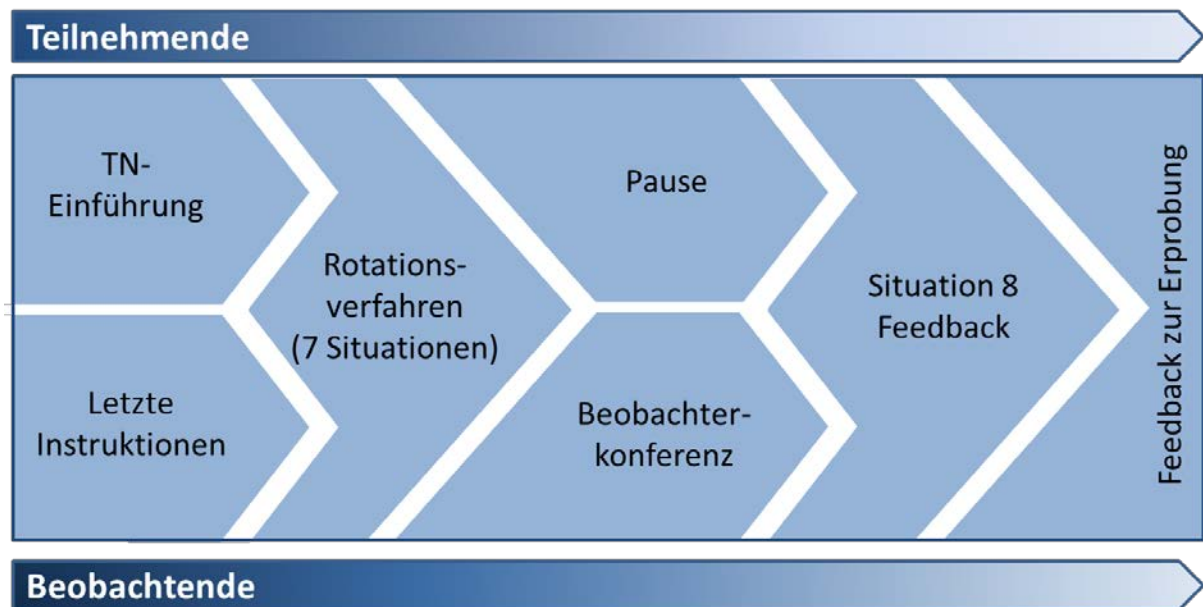 Teilnehmende
TN-
Einführung
Letzte
Instruktionen
Rotations-
verfahren
(7 Situationen)
Pause
Beobachter-
konferenz
Situation 8
Feedback
Feedback zur Erprobung
Beobachtende